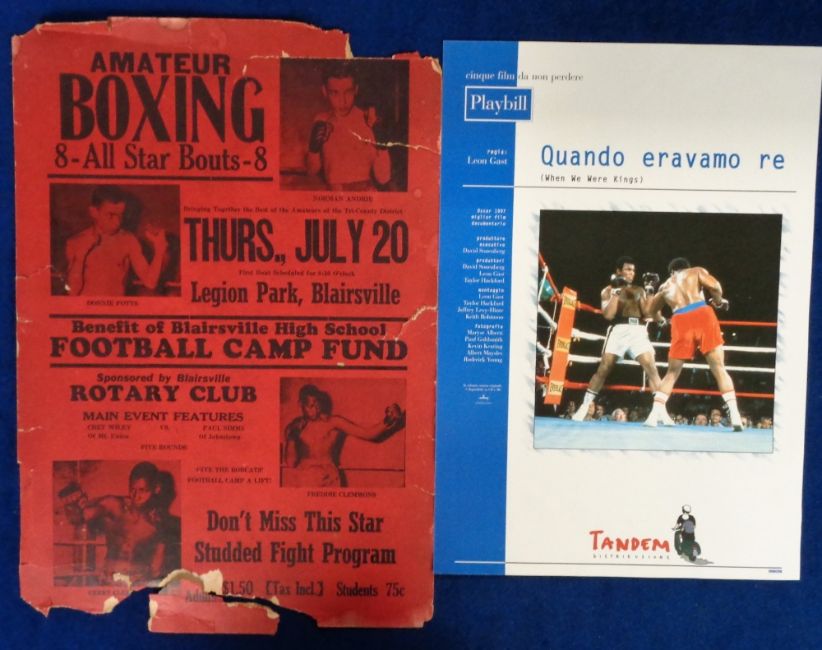 AMATEUR
BOXING
8-All Star Bouts-8
NORMAN ANDRIE
Bringing Together the Best of the Amateurs of the Tri-County District
THURS., JULY 20
First Bout Scheduled for 8:30 O'clock
Legion Park, Blairsville
DONNIE POTTS
Benefit of Blairsville High School
FOOTBALL CAMP FUND
Sponsored by Blairsville
ROTARY CLUB
MAIN EVENT FEATURES
CHET WILEY VS. PAUL SIMMS
Of Mt. Union Of Johnstown
FIVE ROUNDS
GIVE THE BOBCATS'
FOOTBALL CAMP A LIFT!
FREDDIE CLEMMONS
Don't Miss This Star
Studded Fight Program
$1.50 [Tax Incl.] Students 75c
cinque film da non perdere
Playbill
regia:
Leon Gast
Quando eravamo re
(When We Were Kings)
Oscar 1997
miglior film
documentario
produttore
esecutivo
David Sonenberg
produttori
David Sonenberg
Leon Gast
Taylor Hackford
montaggio
Leon Gast
Taylor Hackford
Jeffrey Levy-Hinte
Keith Robinson
fotografia
Maryse Alberti
Paul Goldsmith
Kevin Keating
Albert Maysles
Roderick Young
TANDEM
DISTRIBUZIONE